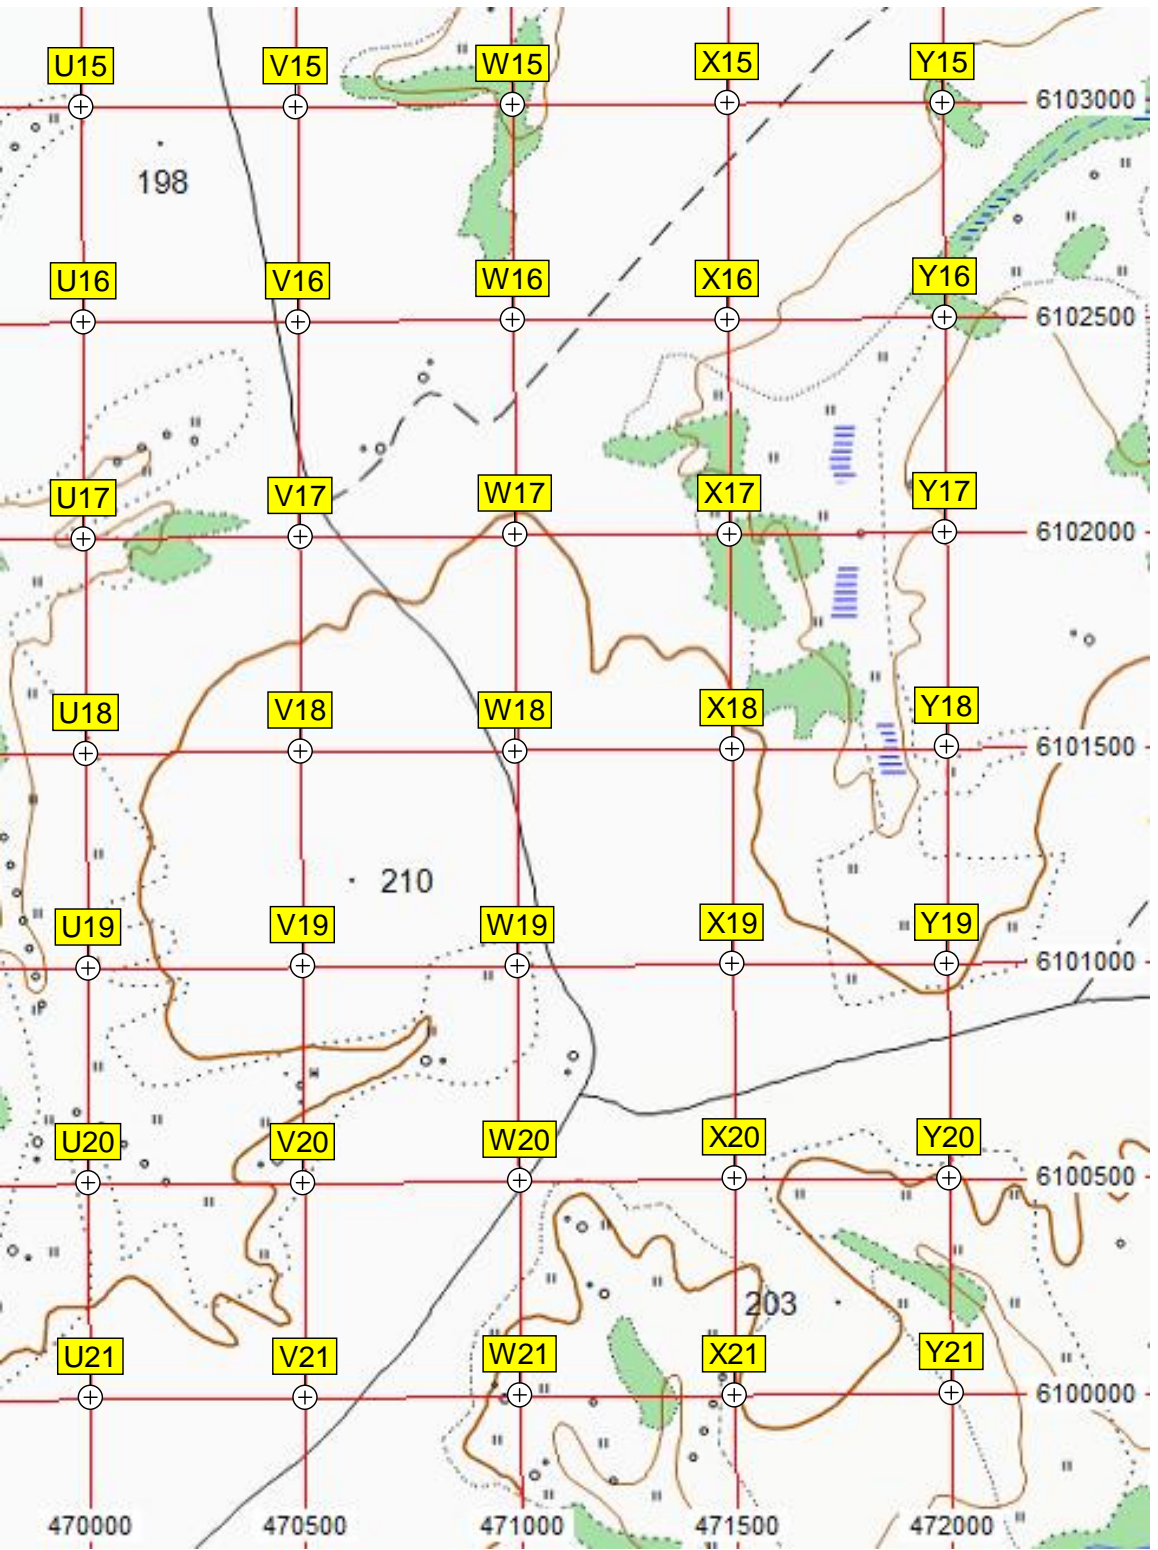 U15 V15 W15 X15 Y15
6103000
198
U16 V16 W16 X16 Y16
6102500
U17 V17 W17 X17 Y17
6102000
U18 V18 W18 X18 Y18
6101500
210
U19 V19 W19 X19 Y19
6101000
U20 V20 W20 X20 Y20
6100500
203
U21 V21 W21 X21 Y21
6100000
470000 470500 471000 471500 472000